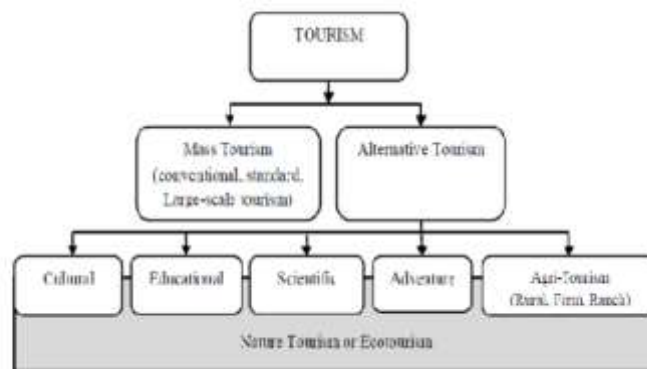 TOURISM
Mass Tourism
(conventional, standard,
Large-scale tourism)
Alternative Tourism
Cultural
Educational
Scientific
Adventure
Agri-Tourism
(Rural, Farm, Ranch)
Nature Tourism or Ecotourism